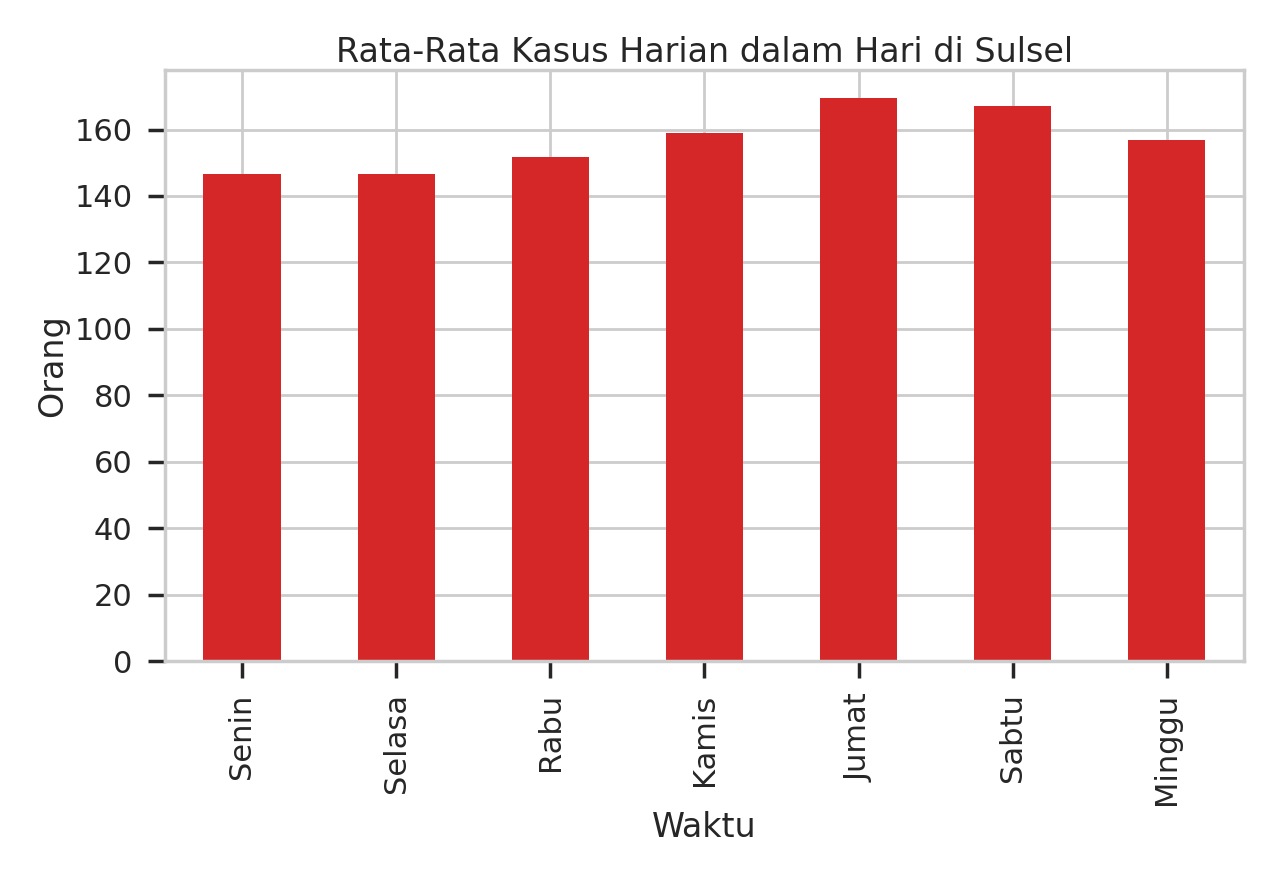 Rata-Rata Kasus Harian dalam Hari di Sulsel
160
140
120
100
80
60
40
20
0
Orang
Senin
Selasa
Rabu
Kamis
Jumat
Sabtu
Minggu
Waktu